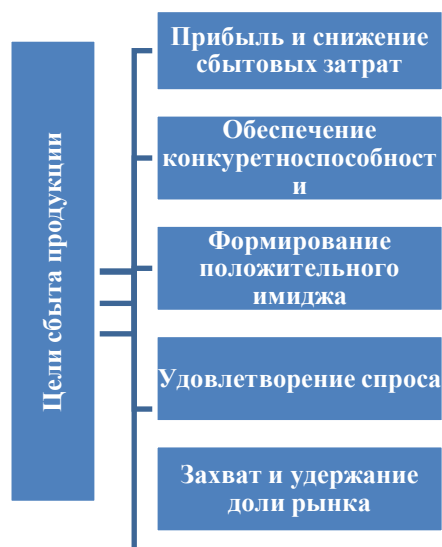 Цели сбыта продукции
Прибыль и снижение
сбытовых затрат
Обеспечение
конкуретноспособност
и
Формирование
положительного
имиджа
Удовлетворение спроса
Захват и удержание
доли рынка